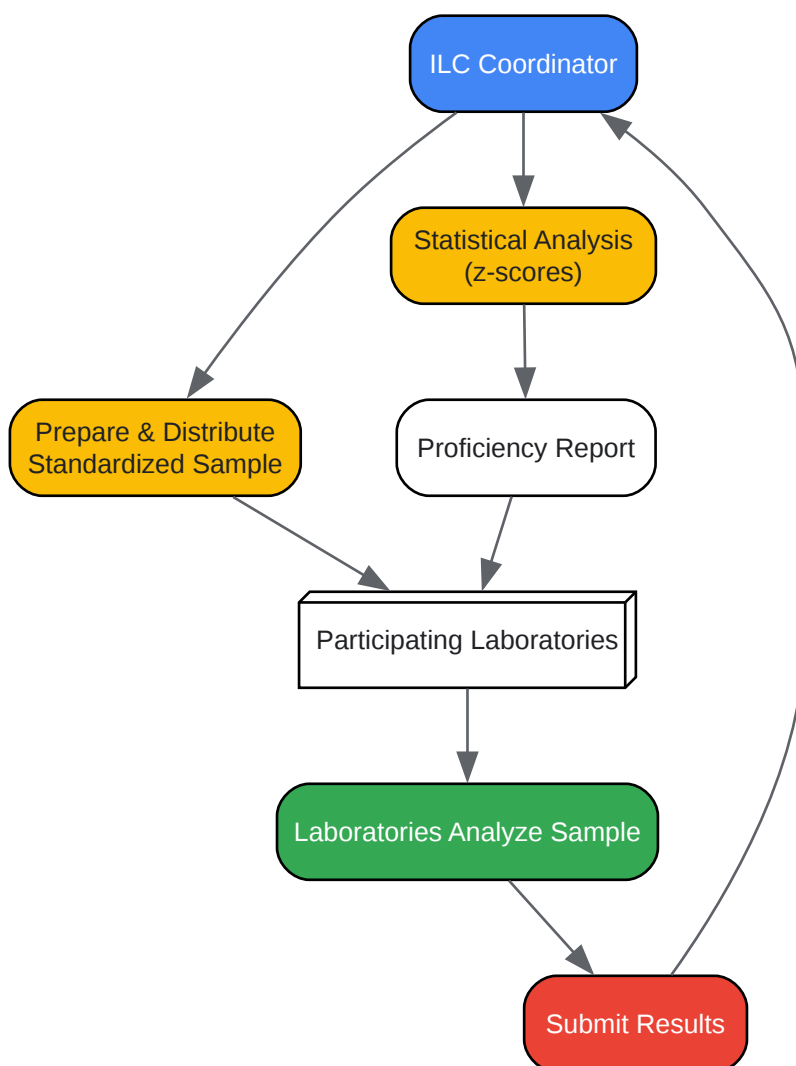 ILC Coordinator
Statistical Analysis
(z-scores)
Prepare & Distribute
Standardized Sample
Proficiency Report
Participating Laboratories
Laboratories Analyze Sample
Submit Results